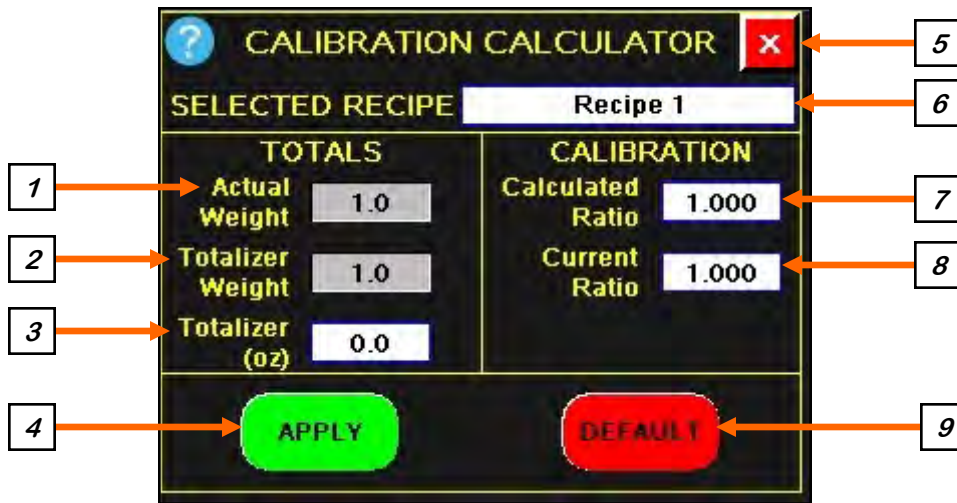 ? CALIBRATION CALCULATOR X
5
SELECTED RECIPE Recipe 1
6
TOTALS
1
Actual
Weight
1.0
2
Totalizer
Weight
1.0
3
Totalizer
(oz)
0.0
CALIBRATION
Calculated
Ratio
1.000
7
Current
Ratio
1.000
8
4
APPLY
DEFAULT
9